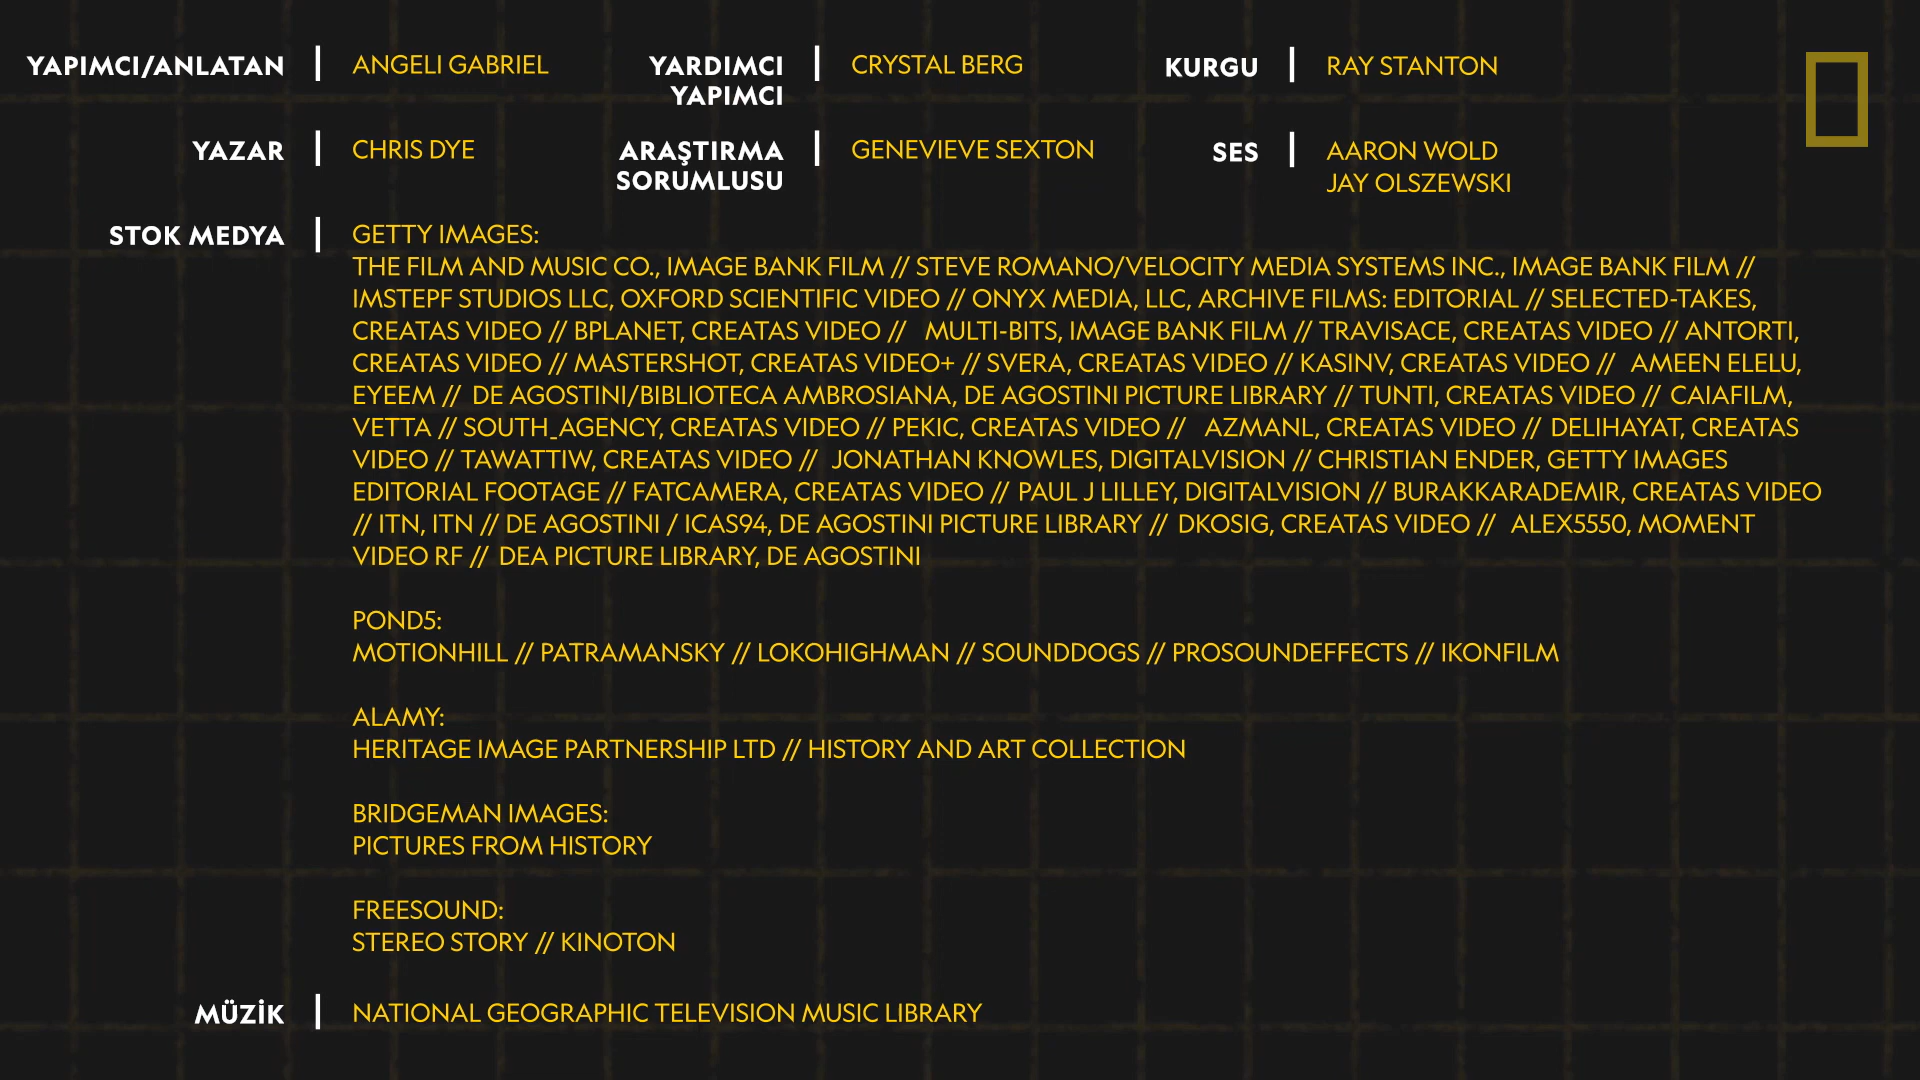 YAPIMCI/ANLATAN | ANGELI GABRIEL
YARDIMCI YAPIMCI | CRYSTAL BERG
KURGU | RAY STANTON
YAZAR | CHRIS DYE
ARAŞTIRMA SORUMLUSU | GENEVIEVE SEXTON
SES | AARON WOLD
JAY OLSZEWSKI
STOK MEDYA | GETTY IMAGES:
THE FILM AND MUSIC CO., IMAGE BANK FILM // STEVE ROMANO/VELOCITY MEDIA SYSTEMS INC., IMAGE BANK FILM //
IMSTEPF STUDIOS LLC, OXFORD SCIENTIFIC VIDEO // ONYX MEDIA, LLC, ARCHIVE FILMS: EDITORIAL // SELECTED-TAKES,
CREATAS VIDEO // BPLANET, CREATAS VIDEO // MULTI-BITS, IMAGE BANK FILM // TRAVISACE, CREATAS VIDEO // ANTORTI,
CREATAS VIDEO // MASTERSHOT, CREATAS VIDEO+ // SVERA, CREATAS VIDEO // KASINV, CREATAS VIDEO // AMEEN ELELU,
EYEEM // DE AGOSTINI/BIBLIOTECA AMBROSIANA, DE AGOSTINI PICTURE LIBRARY // TUNTI, CREATAS VIDEO // CAIAFILM,
VETTA // SOUTH_AGENCY, CREATAS VIDEO // PEKIC, CREATAS VIDEO // AZMANL, CREATAS VIDEO // DELIHAYAT, CREATAS
VIDEO // TAWATTIW, CREATAS VIDEO // JONATHAN KNOWLES, DIGITALVISION // CHRISTIAN ENDER, GETTY IMAGES
EDITORIAL FOOTAGE // FATCAMERA, CREATAS VIDEO // PAUL J LILLEY, DIGITALVISION // BURAKKARADEMIR, CREATAS VIDEO
// ITN, ITN // DE AGOSTINI / ICAS94, DE AGOSTINI PICTURE LIBRARY // DKOSIG, CREATAS VIDEO // ALEX5550, MOMENT
VIDEO RF // DEA PICTURE LIBRARY, DE AGOSTINI
POND5:
MOTIONHILL // PATRAMANSKY // LOKOHIGHMAN // SOUNDDOGS // PROSOUNDEFFECTS // IKONFILM
ALAMY:
HERITAGE IMAGE PARTNERSHIP LTD // HISTORY AND ART COLLECTION
BRIDGEMAN IMAGES:
PICTURES FROM HISTORY
FREESOUND:
STEREO STORY // KINOTON
MÜZİK | NATIONAL GEOGRAPHIC TELEVISION MUSIC LIBRARY